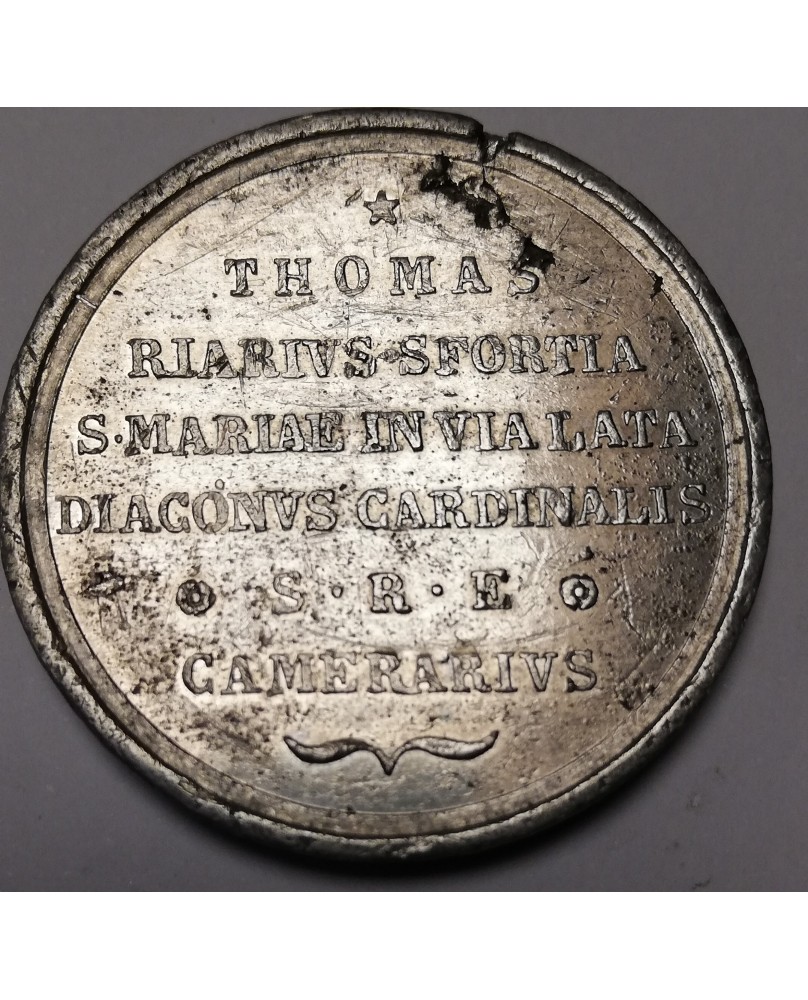 THOMAS
RIARIVS·SFORTIA
S·MARIAE IN VIA LATA
DIACONVS CARDINALIS
S·R·E
CAMERARIVS